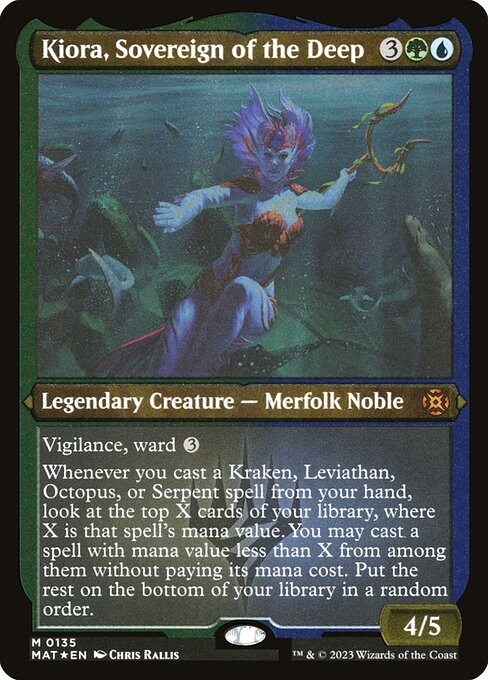 Kiora, Sovereign of the Deep 3
Legendary Creature — Merfolk Noble
Vigilance, ward 3
Whenever you cast a Kraken, Leviathan,
Octopus, or Serpent spell from your hand,
look at the top X cards of your library, where
X is that spell's mana value. You may cast a
spell with mana value less than X from among
them without paying its mana cost. Put the
rest on the bottom of your library in a random
order.
4/5
M 0135
MAT★EN Chris Rallis
™ & © 2023 Wizards of the Coast